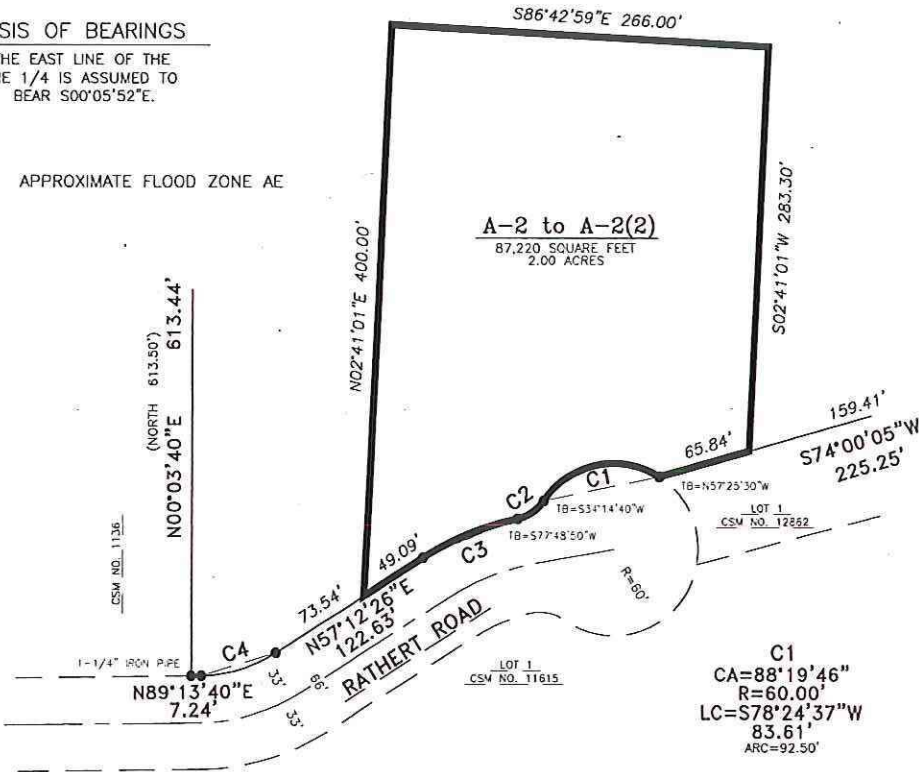 SIS OF BEARINGS
HE EAST LINE OF THE
E 1/4 IS ASSUMED TO
BEAR S00°05'52"E.
APPROXIMATE FLOOD ZONE AE
S86°42'59"E 266.00'
A-2 to A-2(2)
87,220 SQUARE FEET
2.00 ACRES
N02°41'01"E 400.00'
S02°41'01"W 283.30'
(NORTH 613.50')
N00°03'40"E 613.44'
CSM NO. 1136
159.41'
S74°00'05"W
225.25'
65.84'
C1
TB=N57°25'30"W
C2
TB=S34°14'40"W
C3
TB=S77°48'50"W
LOT 1
CSM NO. 12862
49.09'
73.54'
N57°12'26"E
122.63'
R=60'
C4
1-1/4" IRON PIPE
N89°13'40"E
7.24'
33'
66'
33'
RATHERT ROAD
LOT 1
CSM NO. 11615
C1
CA=88°19'46"
R=60.00'
LC=S78°24'37"W
83.61'
ARC=92.50'